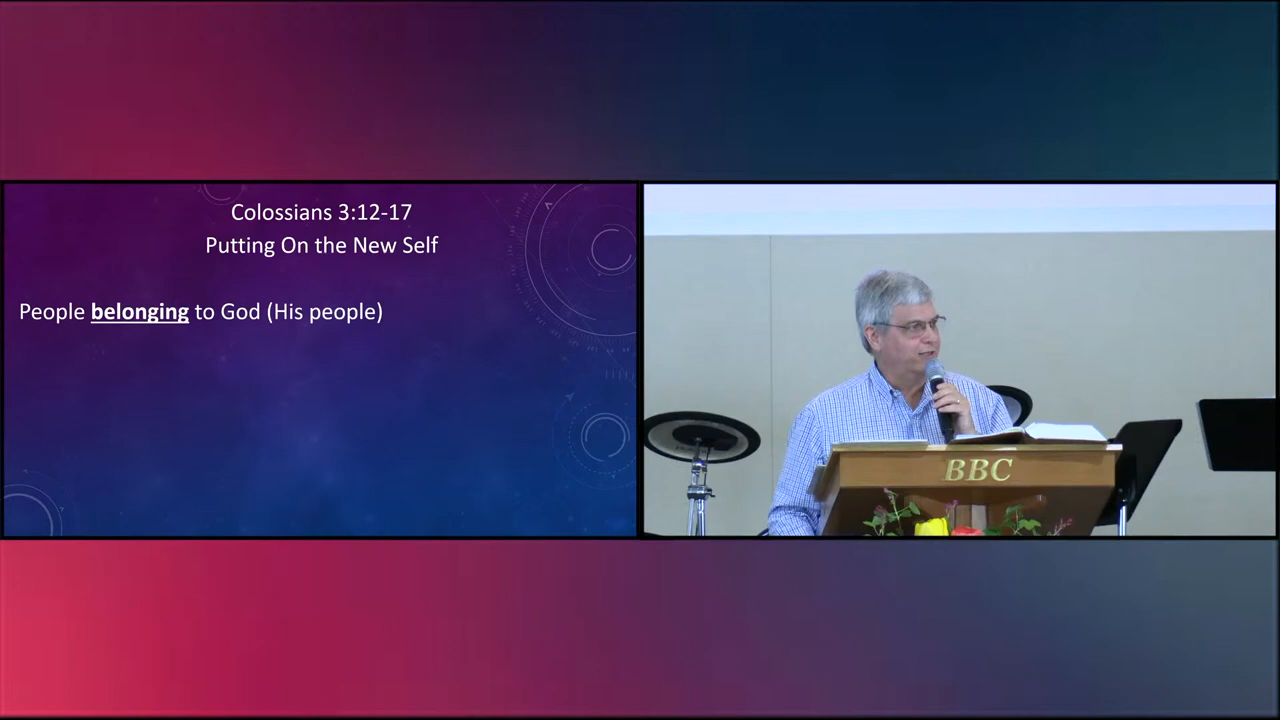 Colossians 3:12-17
Putting On the New Self
People belonging to God (His people)
BBC